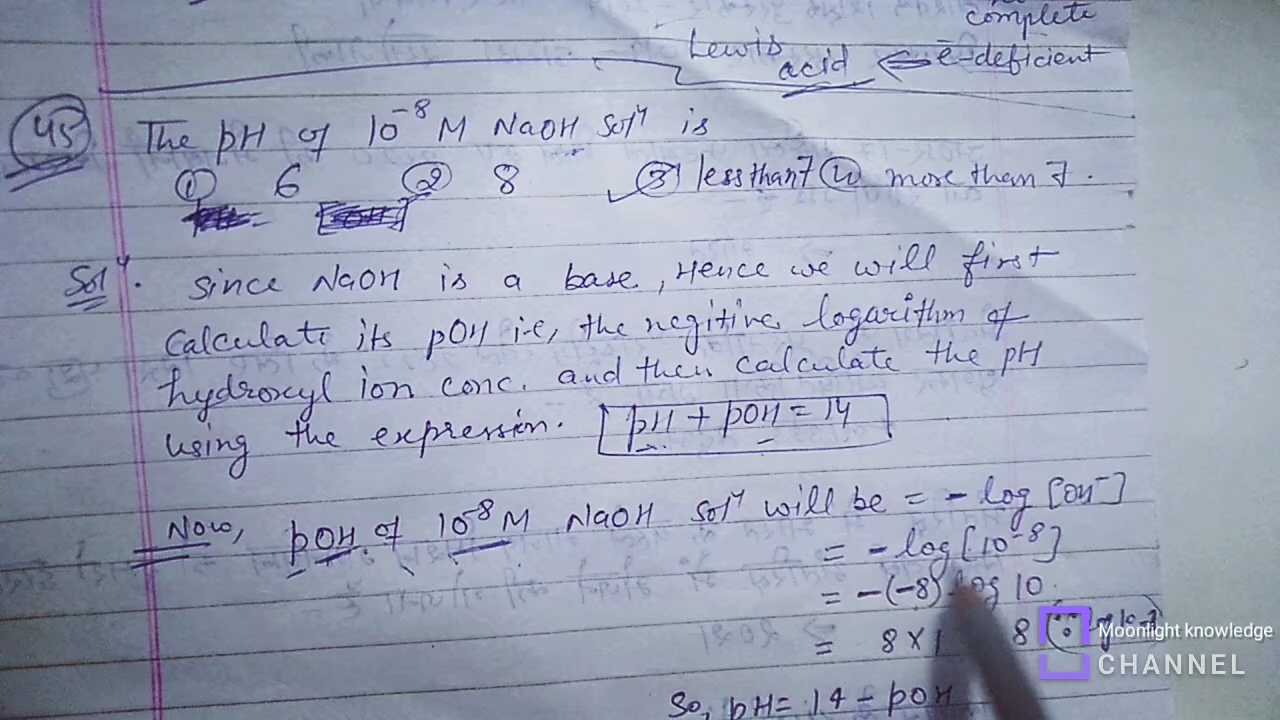 complete
Lewis acid ⇐ e̅-deficient
45 The pH of 10⁻⁸ M NaOH Solⁿ is
① 6 ② 8 ③ less than 7 ④ more than 7.
Solⁿ. Since NaOH is a base, Hence we will first
calculate its pOH i.e, the negitive logarithm of
hydroxyl ion conc. and then calculate the pH
using the expression. pH + pOH = 14
Now, pOH of 10⁻⁸ M NaOH Solⁿ will be = - log [OH⁻]
= - log [10⁻⁸]
= -(-8) log 10
= 8 × 1 8
Moonlight knowledge
CHANNEL
So, pH = 14 - pOH